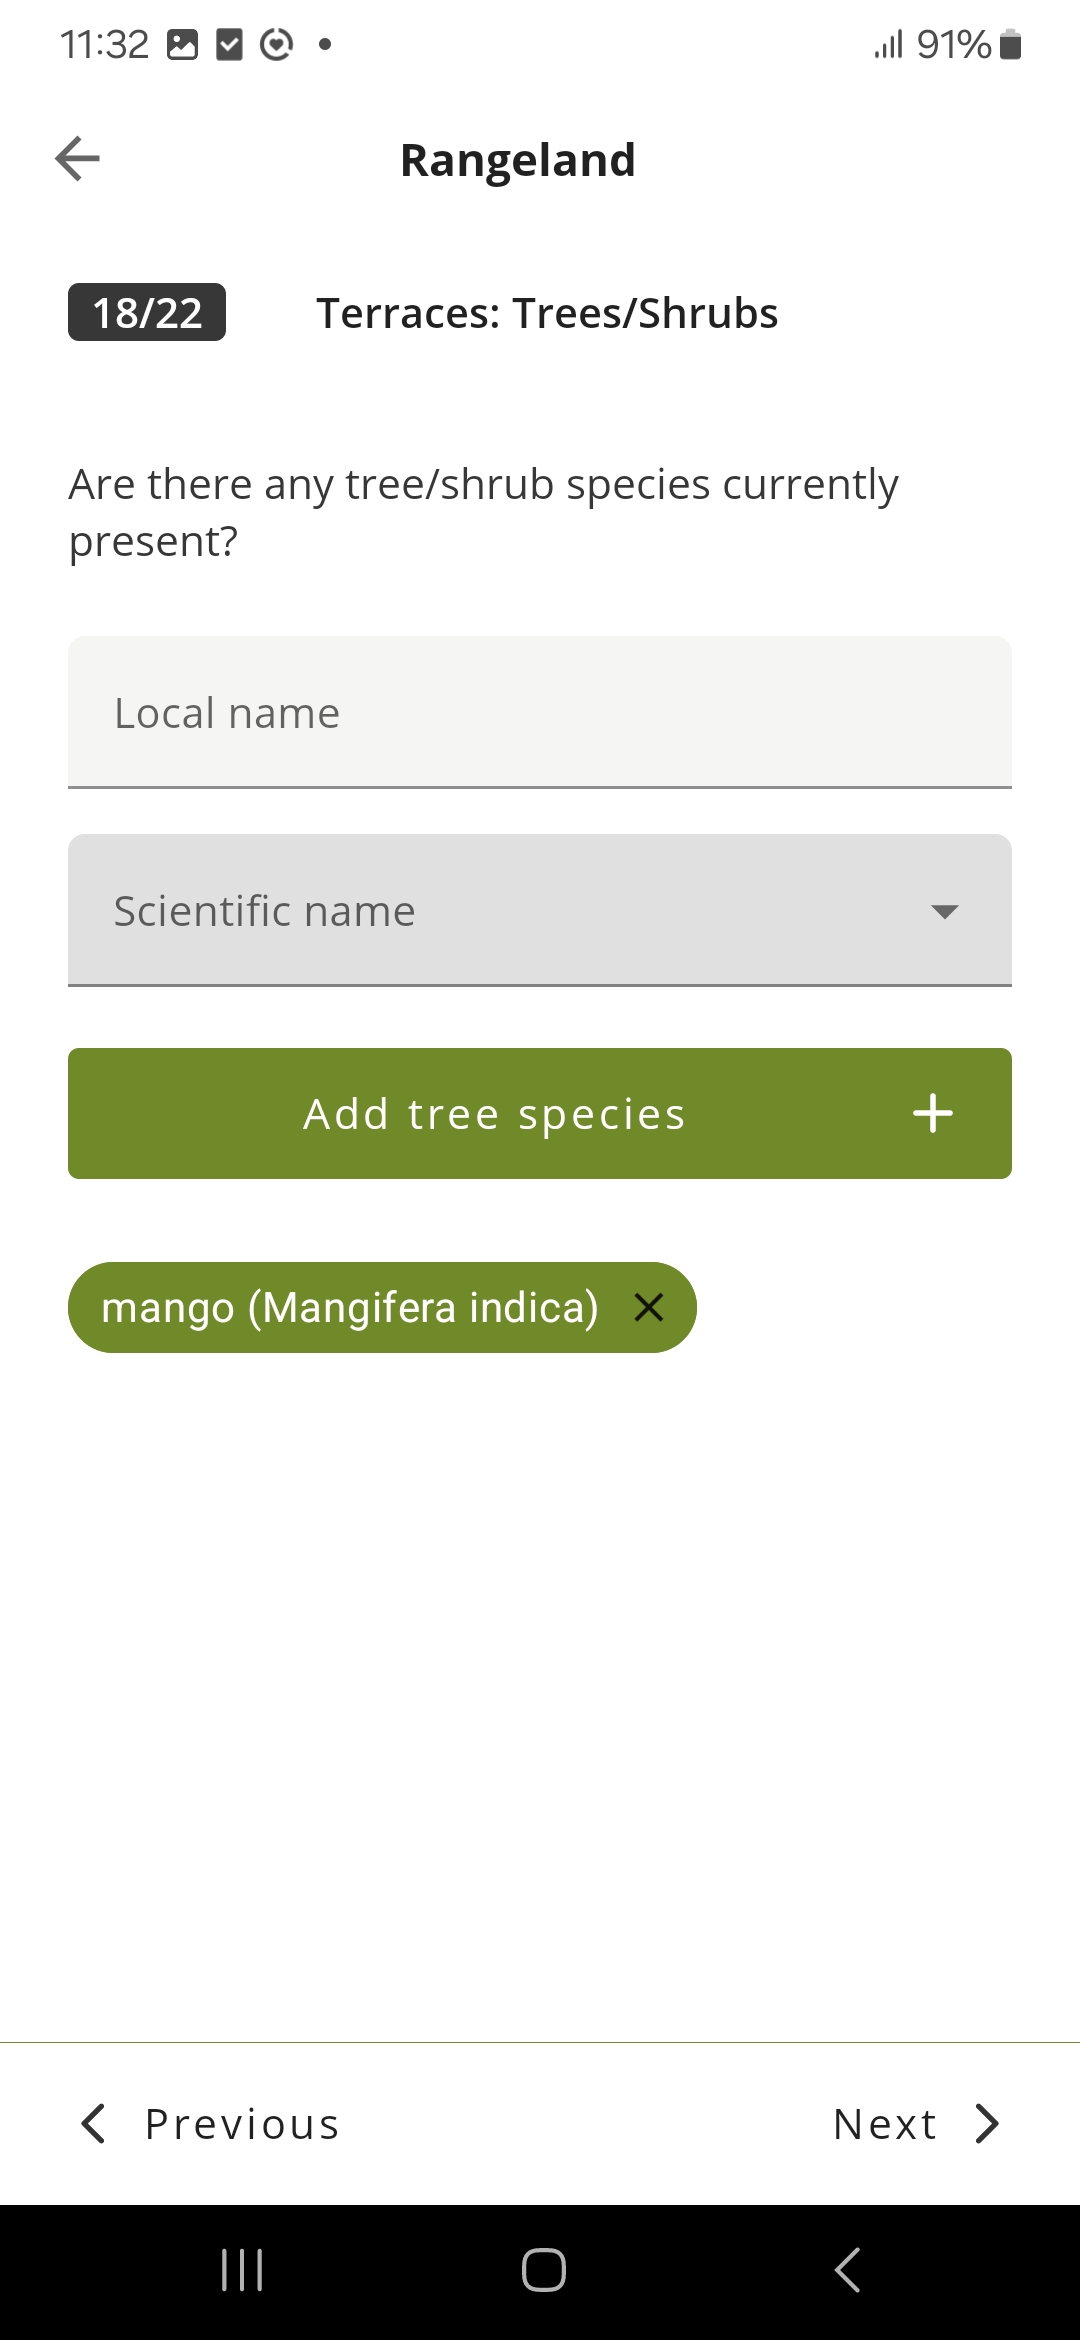 11:32
91%
Rangeland
18/22
Terraces: Trees/Shrubs
Are there any tree/shrub species currently
present?
Local name
Scientific name
Add tree species
mango (Mangifera indica)
Previous
Next